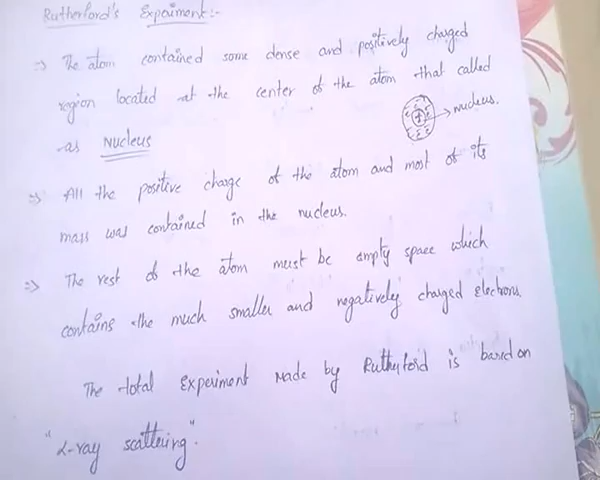 Rutherford's Experiment:-
⇒ The atom contained some dense and positively charged
region located at the center of the atom that called
as Nucleus
nucleus.
⇒ All the positive charge of the atom and most of its
mass was contained in the nucleus.
⇒ The rest of the atom must be empty space which
contains the much smaller and negatively charged electrons.
The total Experiment Made by Rutherford is based on
"α-ray scattering".